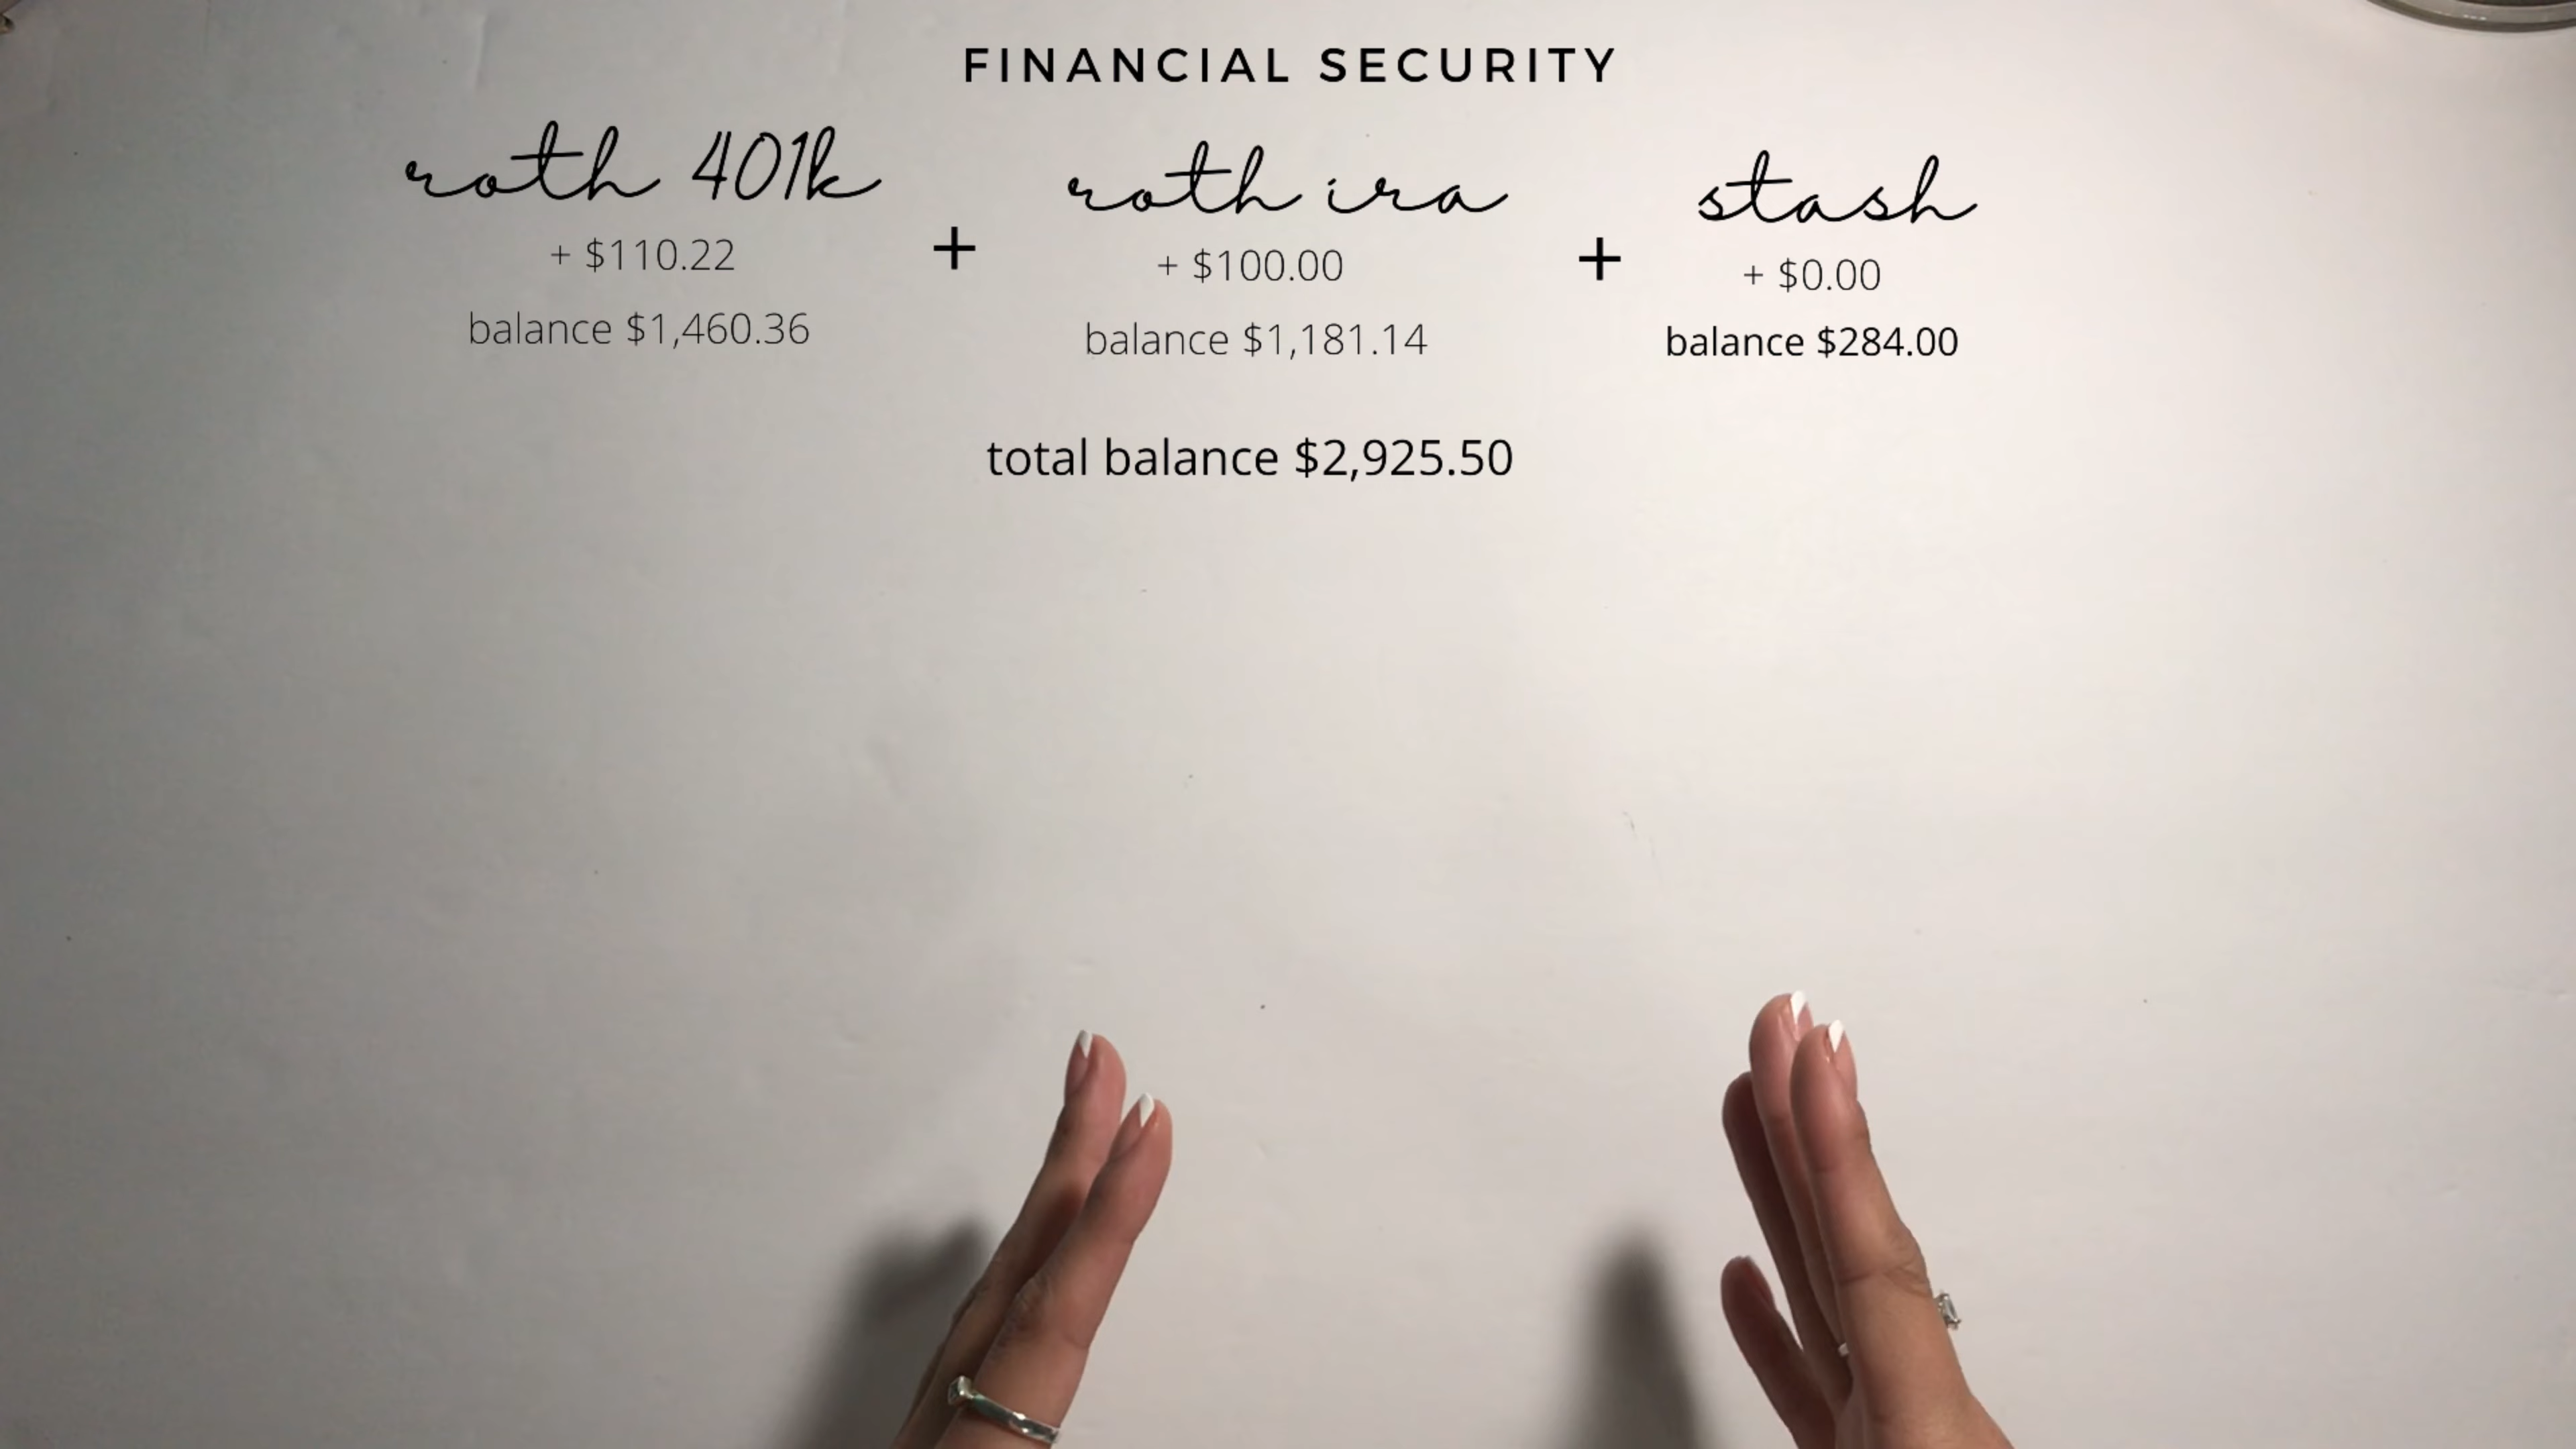 FINANCIAL SECURITY
roth 401k
+ $110.22
balance $1,460.36
+
roth ira
+ $100.00
balance $1,181.14
+
stash
+ $0.00
balance $284.00
total balance $2,925.50